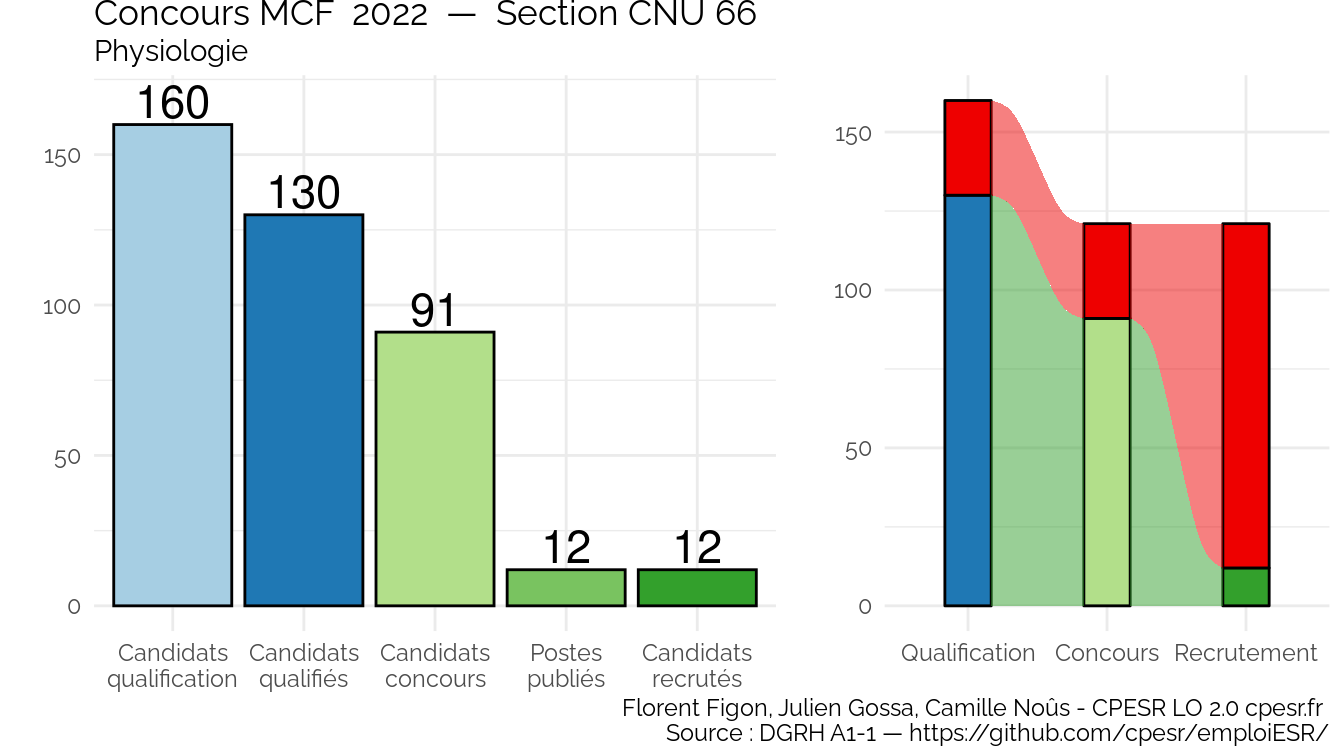 Concours MCF 2022 — Section CNU 66
Physiologie
160
130
91
12
12
150
100
50
0
Candidats qualification
Candidats qualifiés
Candidats concours
Postes publiés
Candidats recrutés
150
100
50
0
Qualification
Concours
Recrutement
Florent Figon, Julien Gossa, Camille Noûs - CPESR LO 2.0 cpesr.fr
Source : DGRH A1-1 — https://github.com/cpesr/emploiESR/